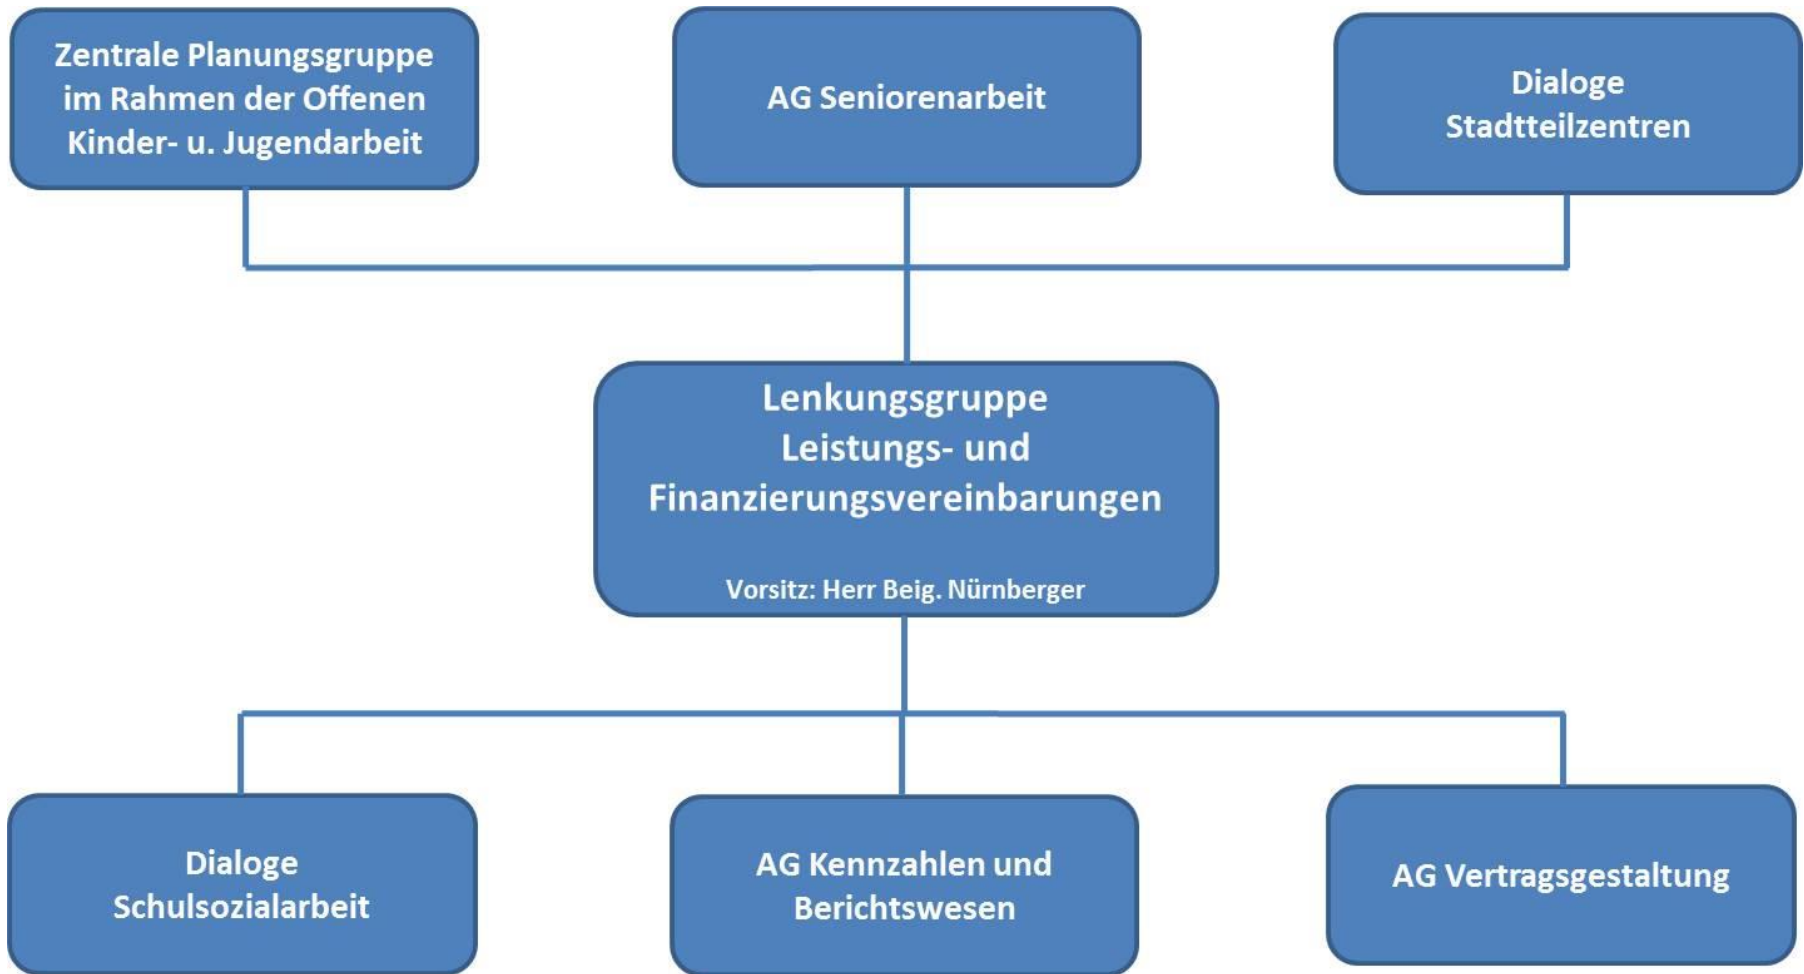 Zentrale Planungsgruppe
im Rahmen der Offenen
Kinder- u. Jugendarbeit
AG Seniorenarbeit
Dialoge
Stadtteilzentren
Lenkungsgruppe
Leistungs- und
Finanzierungsvereinbarungen
Vorsitz: Herr Beig. Nürnberger
Dialoge
Schulsozialarbeit
AG Kennzahlen und
Berichtswesen
AG Vertragsgestaltung